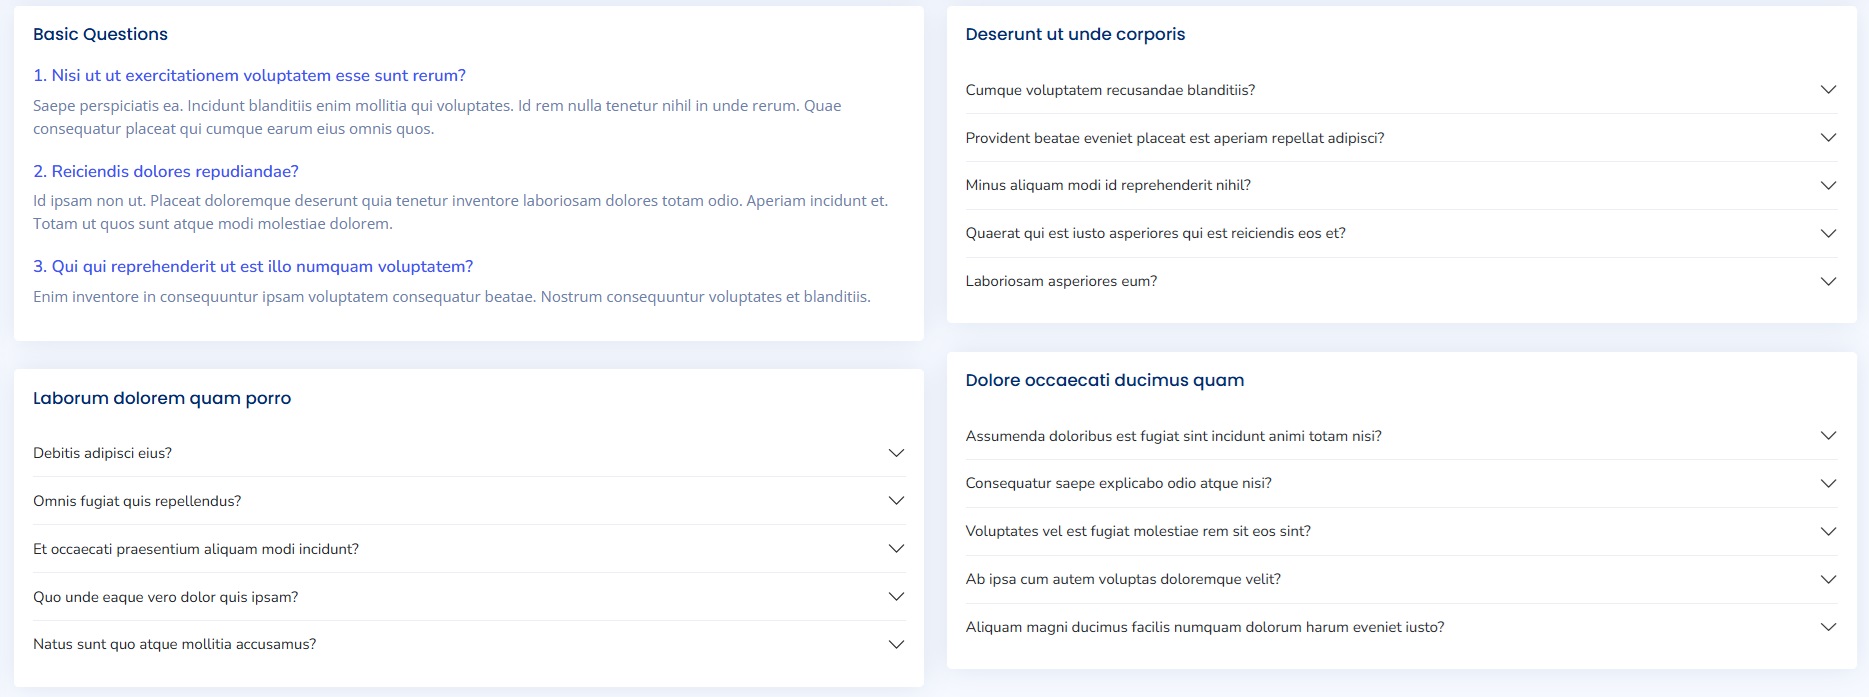 Basic Questions
1. Nisi ut ut exercitationem voluptatem esse sunt rerum?
Saepe perspiciatis ea. Incidunt blanditiis enim mollitia qui voluptates. Id rem nulla tenetur nihil in unde rerum. Quae
consequatur placeat qui cumque earum eius omnis quos.
2. Reiciendis dolores repudiandae?
Id ipsam non ut. Placeat doloremque deserunt quia tenetur inventore laboriosam dolores totam odio. Aperiam incidunt et.
Totam ut quos sunt atque modi molestiae dolorem.
3. Qui qui reprehenderit ut est illo numquam voluptatem?
Enim inventore in consequuntur ipsam voluptatem consequatur beatae. Nostrum consequuntur voluptates et blanditiis.
Laborum dolorem quam porro
Debitis adipisci eius?
Omnis fugiat quis repellendus?
Et occaecati praesentium aliquam modi incidunt?
Quo unde eaque vero dolor quis ipsam?
Natus sunt quo atque mollitia accusamus?
Deserunt ut unde corporis
Cumque voluptatem recusandae blanditiis?
Provident beatae eveniet placeat est aperiam repellat adipisci?
Minus aliquam modi id reprehenderit nihil?
Quaerat qui est iusto asperiores qui est reiciendis eos et?
Laboriosam asperiores eum?
Dolore occaecati ducimus quam
Assumenda doloribus est fugiat sint incidunt animi totam nisi?
Consequatur saepe explicabo odio atque nisi?
Voluptates vel est fugiat molestiae rem sit eos sint?
Ab ipsa cum autem voluptas doloremque velit?
Aliquam magni ducimus facilis numquam dolorum harum eveniet iusto?